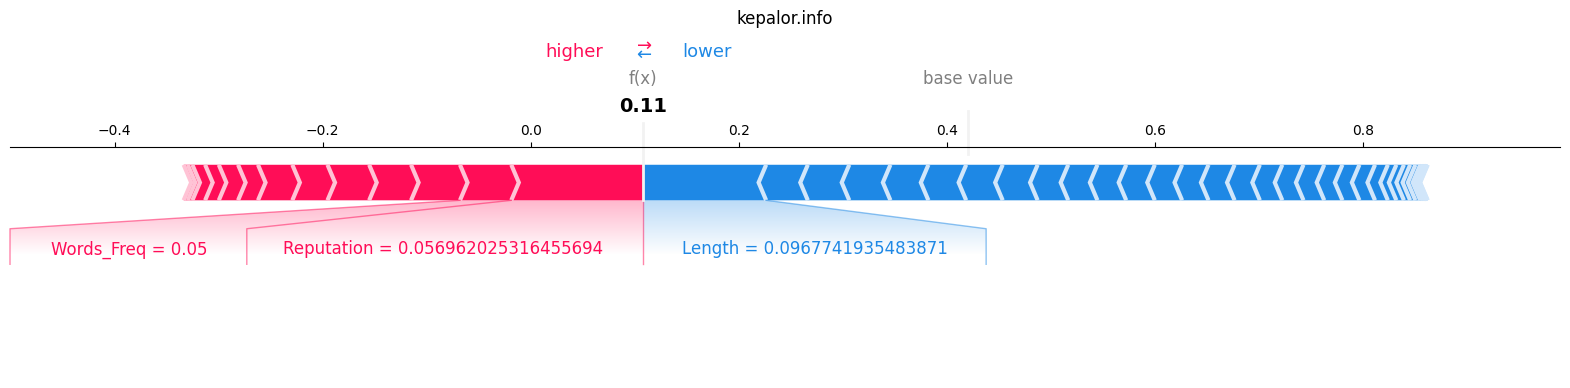 kepalor.info
higher → lower
←
f(x) base value
0.11
−0.4 −0.2 0.0 0.2 0.4 0.6 0.8
Words_Freq = 0.05 Reputation = 0.056962025316455694 Length = 0.0967741935483871